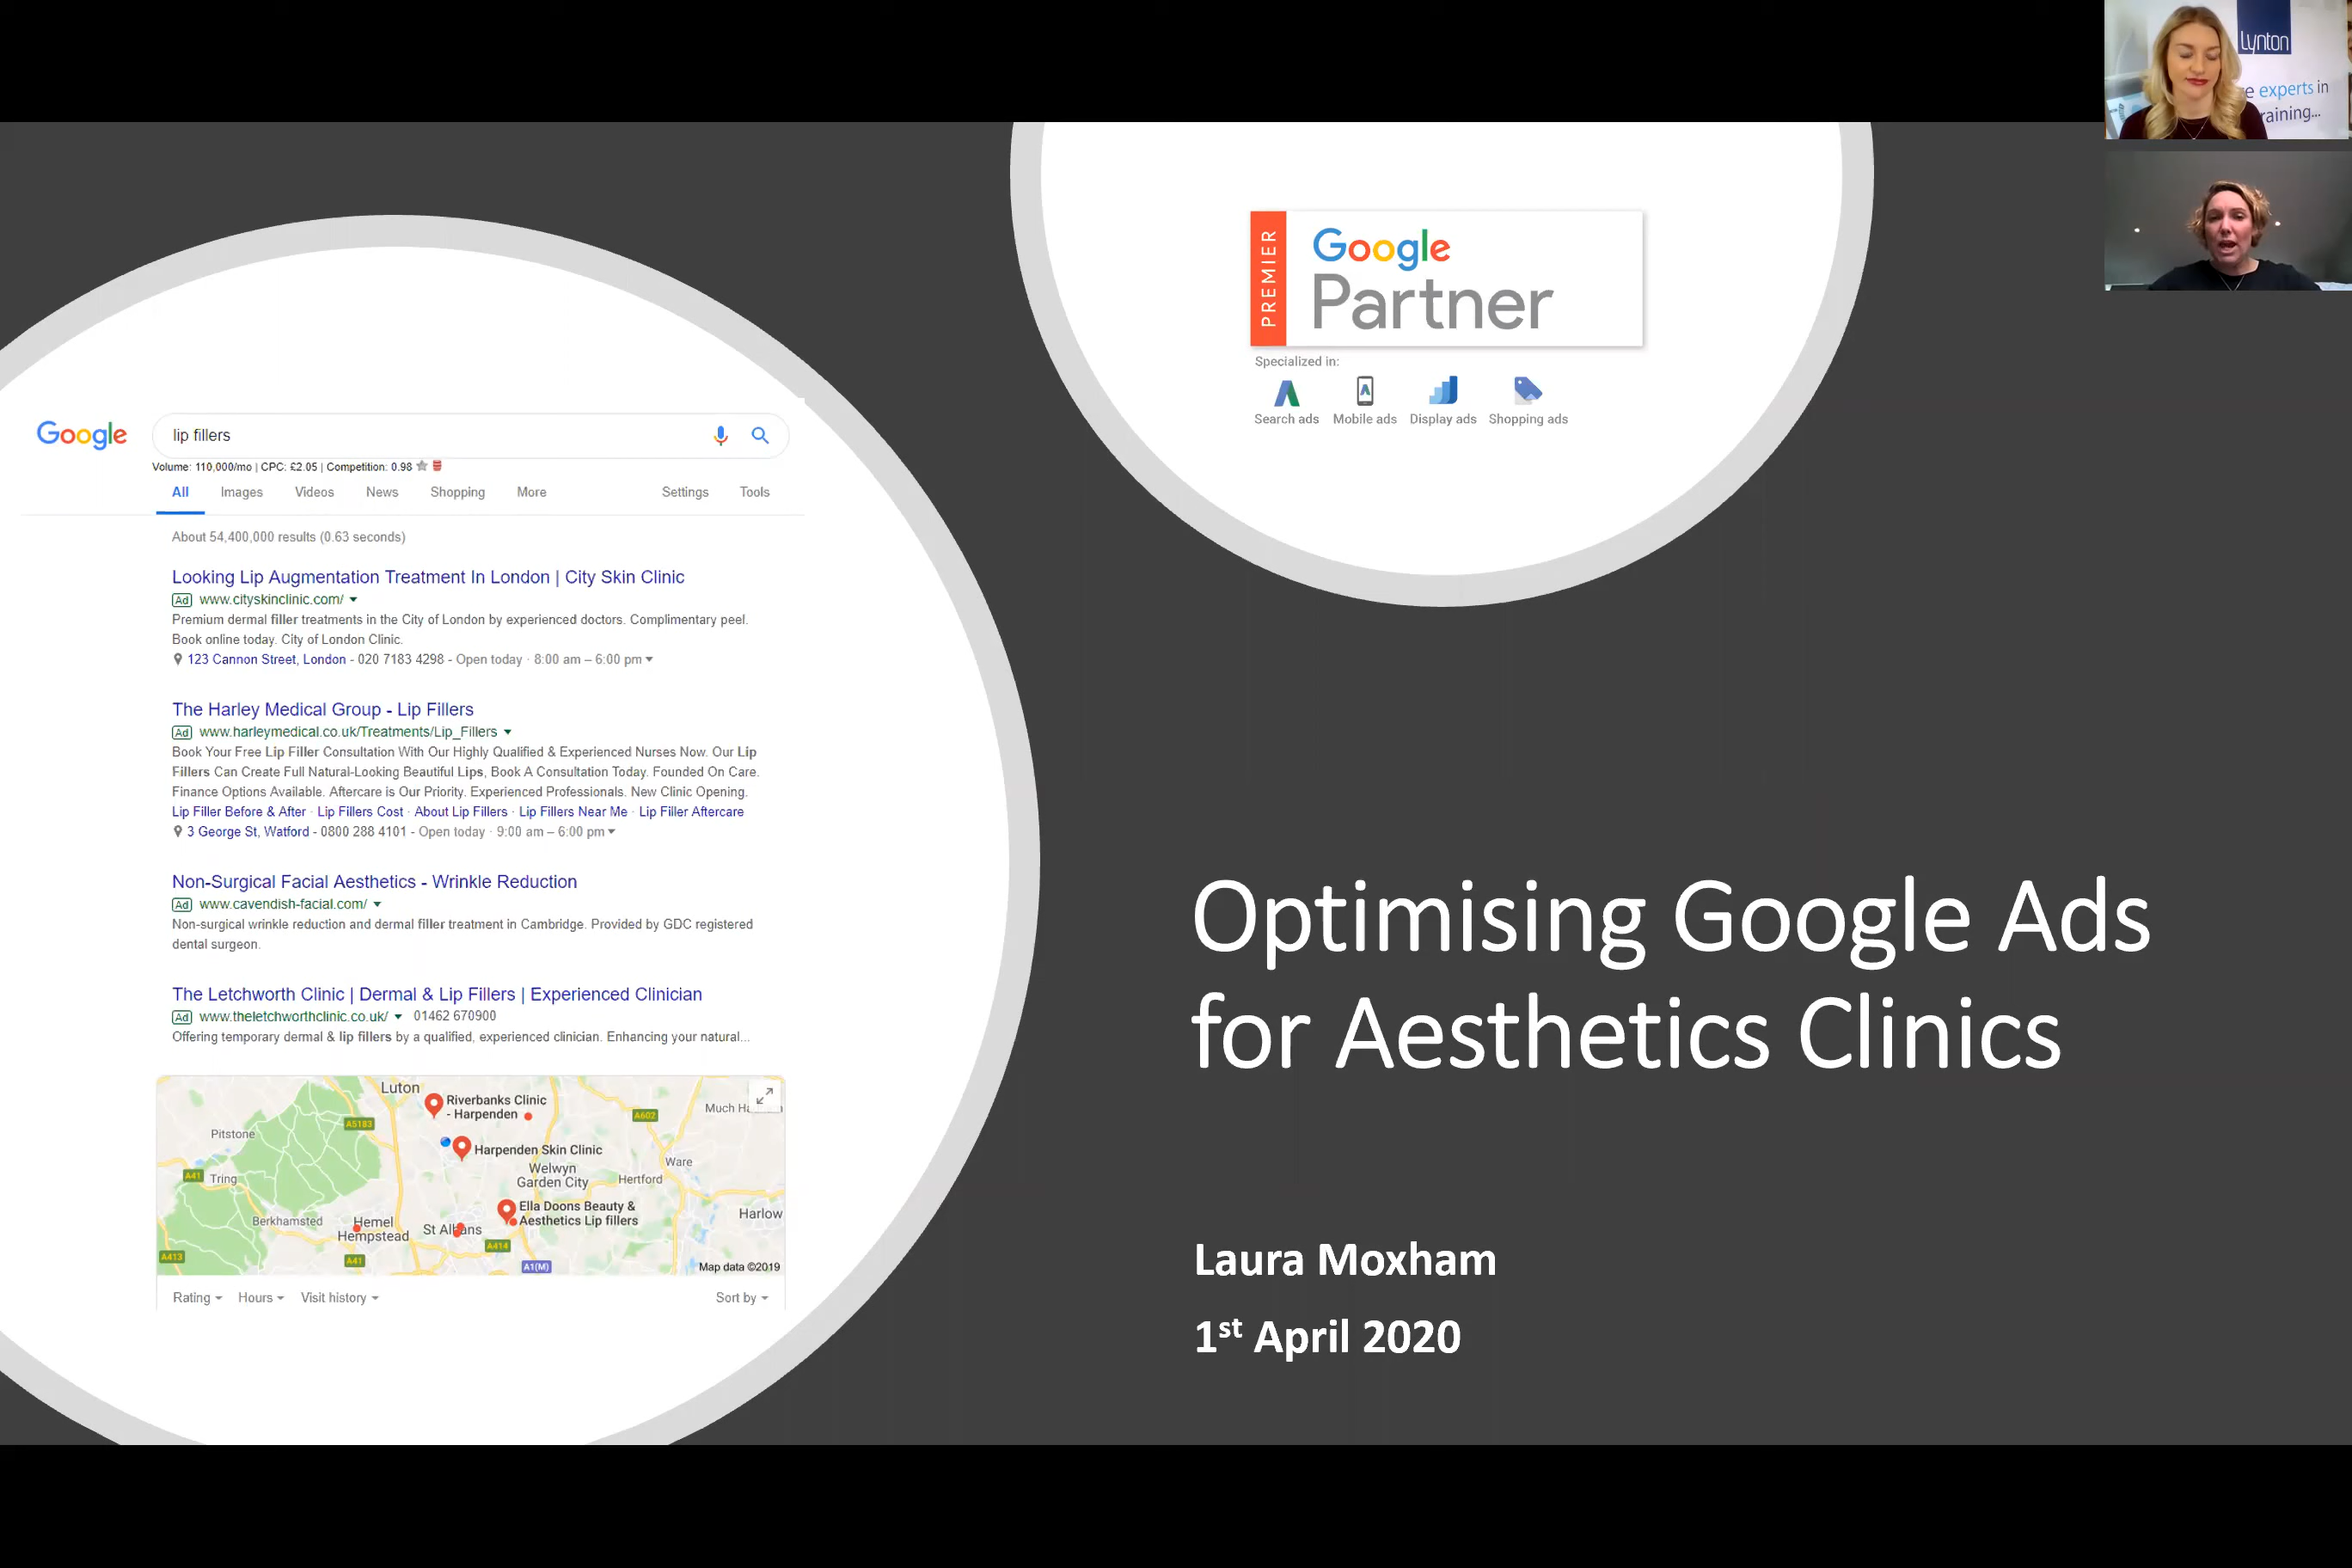 Lynton
e experts in
raining...
PREMIER
Google
Partner
Specialized in:
Search ads Mobile ads Display ads Shopping ads
Google
lip fillers
Volume: 110,000/mo | CPC: £2.05 | Competition: 0.98
All Images Videos News Shopping More Settings Tools
About 54,400,000 results (0.63 seconds)
Looking Lip Augmentation Treatment In London | City Skin Clinic
Ad www.cityskinclinic.com/
Premium dermal filler treatments in the City of London by experienced doctors. Complimentary peel.
Book online today. City of London Clinic.
123 Cannon Street, London - 020 7183 4298 - Open today · 8:00 am – 6:00 pm
The Harley Medical Group - Lip Fillers
Ad www.harleymedical.co.uk/Treatments/Lip_Fillers
Book Your Free Lip Filler Consultation With Our Highly Qualified & Experienced Nurses Now. Our Lip
Fillers Can Create Full Natural-Looking Beautiful Lips, Book A Consultation Today. Founded On Care.
Finance Options Available. Aftercare is Our Priority. Experienced Professionals. New Clinic Opening.
Lip Filler Before & After · Lip Fillers Cost · About Lip Fillers · Lip Fillers Near Me · Lip Filler Aftercare
3 George St, Watford - 0800 288 4101 - Open today · 9:00 am – 6:00 pm
Non-Surgical Facial Aesthetics - Wrinkle Reduction
Ad www.cavendish-facial.com/
Non-surgical wrinkle reduction and dermal filler treatment in Cambridge. Provided by GDC registered
dental surgeon.
The Letchworth Clinic | Dermal & Lip Fillers | Experienced Clinician
Ad www.theletchworthclinic.co.uk/ 01462 670900
Offering temporary dermal & lip fillers by a qualified, experienced clinician. Enhancing your natural...
Luton
Riverbanks Clinic
- Harpenden
A602
Much Ha
A5183
Pitstone
Harpenden Skin Clinic
Ware
A41
Tring
Welwyn
Garden City
Hertford
Ella Doons Beauty &
Aesthetics Lip fillers
Harlow
Berkhamsted
Hemel
Hempstead
St Albans
A414
A413
A41
A1(M)
Map data ©2019
Rating Hours Visit history Sort by
Optimising Google Ads
for Aesthetics Clinics
Laura Moxham
1st April 2020